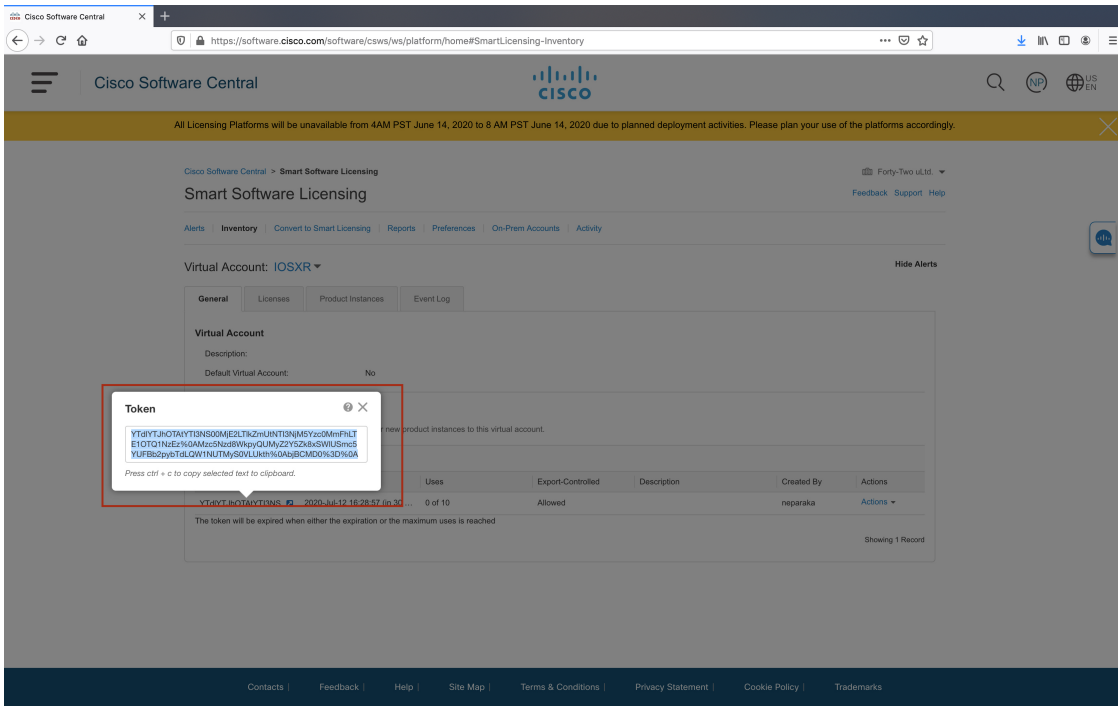 Cisco Software Central
https://software.cisco.com/software/csws/ws/platform/home#SmartLicensing-Inventory
Cisco Software Central
CISCO
NP
US
EN
All Licensing Platforms will be unavailable from 4AM PST June 14, 2020 to 8 AM PST June 14, 2020 due to planned deployment activities. Please plan your use of the platforms accordingly.
Cisco Software Central > Smart Software Licensing
Forty-Two uLtd.
Smart Software Licensing
Feedback Support Help
Alerts | Inventory | Convert to Smart Licensing | Reports | Preferences | On-Prem Accounts | Activity
Virtual Account: IOSXR
Hide Alerts
General Licenses Product Instances Event Log
Virtual Account
Description:
Default Virtual Account: No
Token
new product instances to this virtual account.
Press ctrl + c to copy selected text to clipboard.
Uses Export-Controlled Description Created By Actions
2020-Jul-12 16:28:57 (in 30 ... 0 of 10 Allowed neparaka Actions
The token will be expired when either the expiration or the maximum uses is reached
Showing 1 Record
Contacts | Feedback | Help | Site Map | Terms & Conditions | Privacy Statement | Cookie Policy | Trademarks